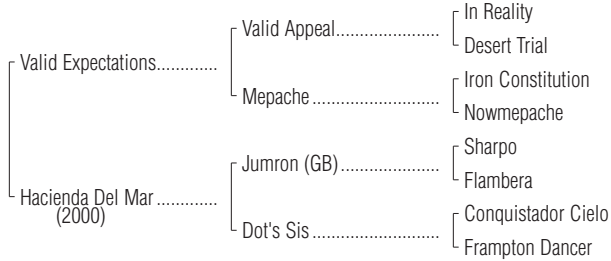 In Reality
Valid Appeal........................
Desert Trial
Valid Expectations.............
Iron Constitution
Mepache .............................
Nowmepache
Sharpo
Jumron (GB) .......................
Flambera
Hacienda Del Mar .............
(2000)
Conquistador Cielo
Dot's Sis .............................
Frampton Dancer